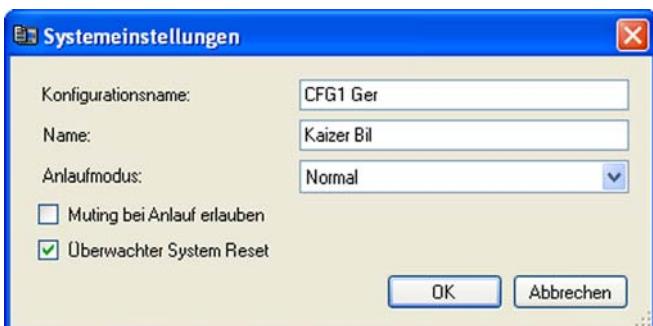 Systemeinstellungen
Konfigurationsname: CFG1 Ger
Name: Kaizer Bil
Anlaufmodus: Normal
Muting bei Anlauf erlauben
Überwachter System Reset
OK Abbrechen